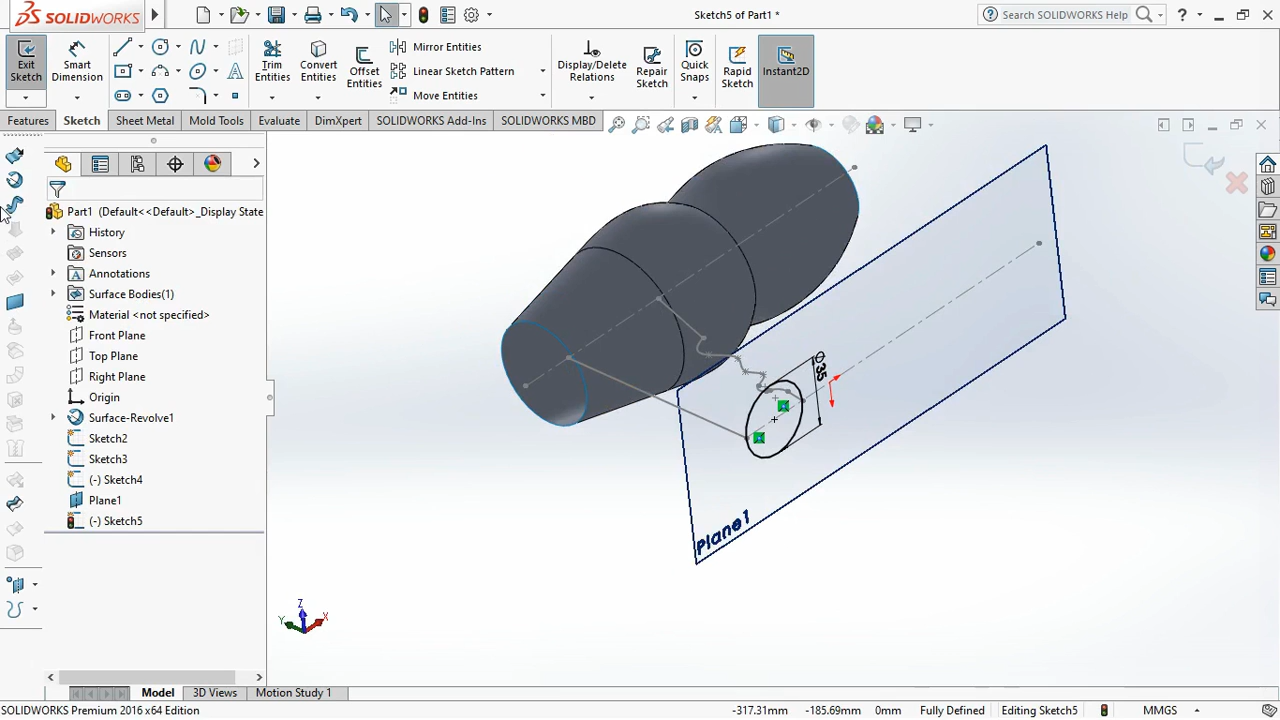 SOLIDWORKS
Sketch5 of Part1 *
Search SOLIDWORKS Help
Exit Sketch
Smart Dimension
Trim Entities
Convert Entities
Offset Entities
Mirror Entities
Linear Sketch Pattern
Move Entities
Display/Delete Relations
Repair Sketch
Quick Snaps
Rapid Sketch
Instant2D
Features Sketch Sheet Metal Mold Tools Evaluate DimXpert SOLIDWORKS Add-Ins SOLIDWORKS MBD
Part1 (Default<<Default>_Display State
History
Sensors
Annotations
Surface Bodies(1)
Material <not specified>
Front Plane
Top Plane
Right Plane
Origin
Surface-Revolve1
Sketch2
Sketch3
(-) Sketch4
Plane1
(-) Sketch5
Ø35
Plane1
Z
Y
X
Model 3D Views Motion Study 1
SOLIDWORKS Premium 2016 x64 Edition
-317.31mm -185.69mm 0mm Fully Defined Editing Sketch5 MMGS